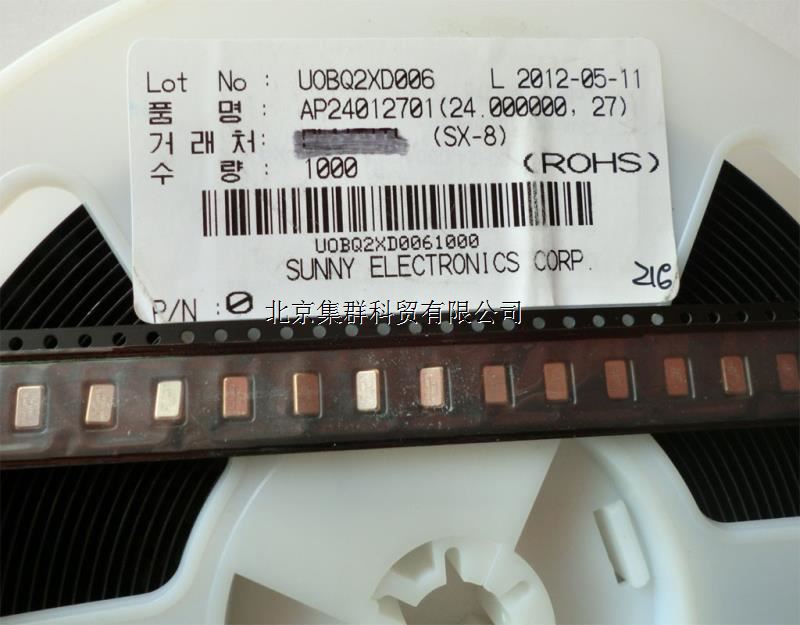 Lot No : UOBQ2XD006 L 2012-05-11
품 명 : AP24012701(24.000000, 27)
거 래 처: (SX-8)
수 량 : 1000 (ROHS)
UOBQ2XD0061000
SUNNY ELECTRONICS CORP.
216
P/N : 0
北京集群科贸有限公司